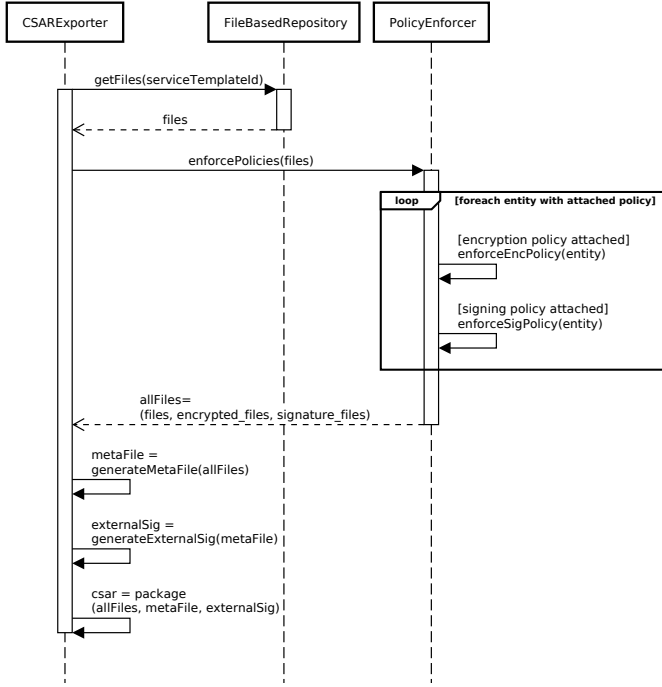 CSARExporter
FileBasedRepository
PolicyEnforcer
getFiles(serviceTemplateId)
files
enforcePolicies(files)
loop
[foreach entity with attached policy]
[encryption policy attached]
enforceEncPolicy(entity)
[signing policy attached]
enforceSigPolicy(entity)
allFiles=
(files, encrypted_files, signature_files)
metaFile =
generateMetaFile(allFiles)
externalSig =
generateExternalSig(metaFile)
csar = package
(allFiles, metaFile, externalSig)